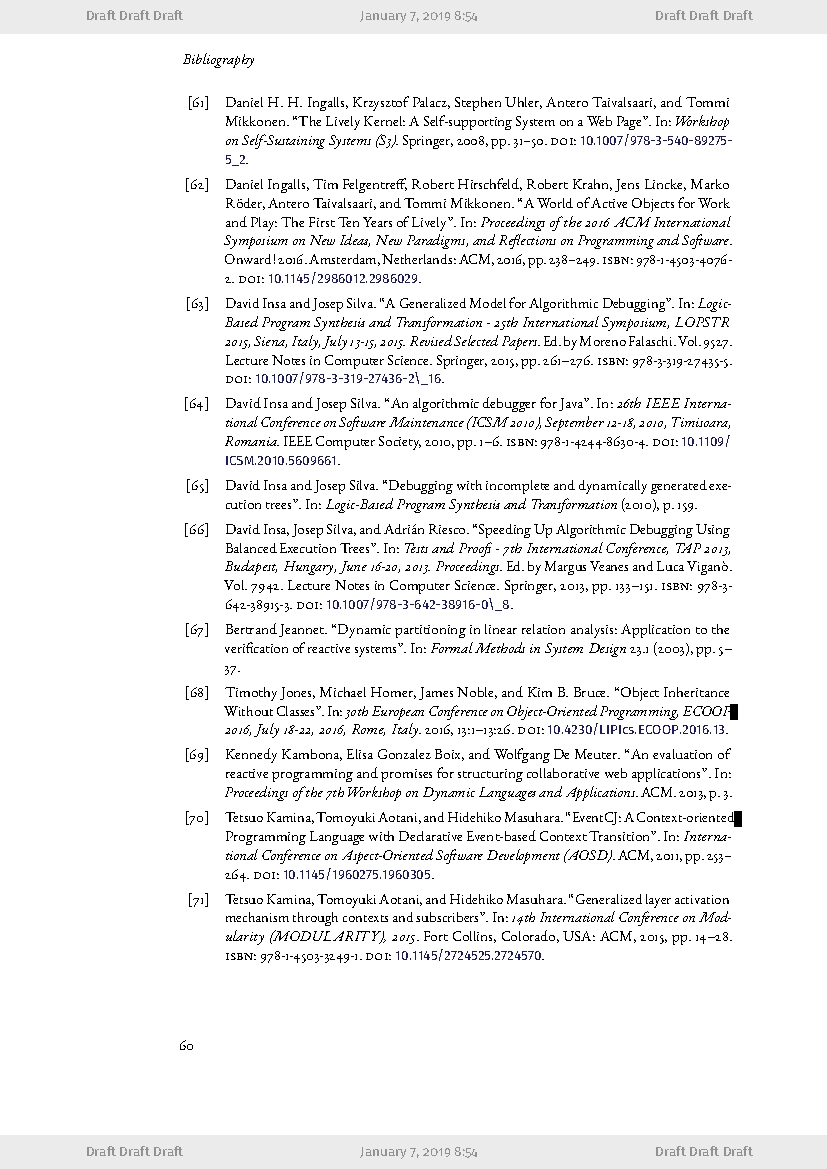 Draft Draft Draft January 7, 2019 8:54 Draft Draft Draft
Bibliography
[61] Daniel H. H. Ingalls, Krzysztof Palacz, Stephen Uhler, Antero Taivalsaari, and Tommi
Mikkonen. “The Lively Kernel: A Self-supporting System on a Web Page”. In: Workshop
on Self-Sustaining Systems (S3). Springer, 2008, pp. 31–50. DOI: 10.1007/978-3-540-89275-
5_2.
[62] Daniel Ingalls, Tim Felgentreff, Robert Hirschfeld, Robert Krahn, Jens Lincke, Marko
Röder, Antero Taivalsaari, and Tommi Mikkonen. “A World of Active Objects for Work
and Play: The First Ten Years of Lively”. In: Proceedings of the 2016 ACM International
Symposium on New Ideas, New Paradigms, and Reflections on Programming and Software.
Onward! 2016. Amsterdam, Netherlands: ACM, 2016, pp. 238–249. ISBN: 978-1-4503-4076-
2. DOI: 10.1145/2986012.2986029.
[63] David Insa and Josep Silva. “A Generalized Model for Algorithmic Debugging”. In: Logic-
Based Program Synthesis and Transformation - 25th International Symposium, LOPSTR
2015, Siena, Italy, July 13-15, 2015. Revised Selected Papers. Ed. by Moreno Falaschi. Vol. 9527.
Lecture Notes in Computer Science. Springer, 2015, pp. 261–276. ISBN: 978-3-319-27435-5.
DOI: 10.1007/978-3-319-27436-2\_16.
[64] David Insa and Josep Silva. “An algorithmic debugger for Java”. In: 26th IEEE Interna-
tional Conference on Software Maintenance (ICSM 2010), September 12-18, 2010, Timisoara,
Romania. IEEE Computer Society, 2010, pp. 1–6. ISBN: 978-1-4244-8630-4. DOI: 10.1109/
ICSM.2010.5609661.
[65] David Insa and Josep Silva. “Debugging with incomplete and dynamically generated exe-
cution trees”. In: Logic-Based Program Synthesis and Transformation (2010), p. 159.
[66] David Insa, Josep Silva, and Adrián Riesco. “Speeding Up Algorithmic Debugging Using
Balanced Execution Trees”. In: Tests and Proofs - 7th International Conference, TAP 2013,
Budapest, Hungary, June 16-20, 2013. Proceedings. Ed. by Margus Veanes and Luca Viganò.
Vol. 7942. Lecture Notes in Computer Science. Springer, 2013, pp. 133–151. ISBN: 978-3-
642-38915-3. DOI: 10.1007/978-3-642-38916-0\_8.
[67] Bertrand Jeannet. “Dynamic partitioning in linear relation analysis: Application to the
verification of reactive systems”. In: Formal Methods in System Design 23.1 (2003), pp. 5–
37.
[68] Timothy Jones, Michael Homer, James Noble, and Kim B. Bruce. “Object Inheritance
Without Classes”. In: 30th European Conference on Object-Oriented Programming, ECOOP
2016, July 18-22, 2016, Rome, Italy. 2016, 13:1–13:26. DOI: 10.4230/LIPIcs.ECOOP.2016.13.
[69] Kennedy Kambona, Elisa Gonzalez Boix, and Wolfgang De Meuter. “An evaluation of
reactive programming and promises for structuring collaborative web applications”. In:
Proceedings of the 7th Workshop on Dynamic Languages and Applications. ACM. 2013, p. 3.
[70] Tetsuo Kamina, Tomoyuki Aotani, and Hidehiko Masuhara. “EventCJ: A Context-oriented
Programming Language with Declarative Event-based Context Transition”. In: Interna-
tional Conference on Aspect-Oriented Software Development (AOSD). ACM, 2011, pp. 253–
264. DOI: 10.1145/1960275.1960305.
[71] Tetsuo Kamina, Tomoyuki Aotani, and Hidehiko Masuhara. “Generalized layer activation
mechanism through contexts and subscribers”. In: 14th International Conference on Mod-
ularity (MODULARITY), 2015. Fort Collins, Colorado, USA: ACM, 2015, pp. 14–28.
ISBN: 978-1-4503-3249-1. DOI: 10.1145/2724525.2724570.
60
Draft Draft Draft January 7, 2019 8:54 Draft Draft Draft